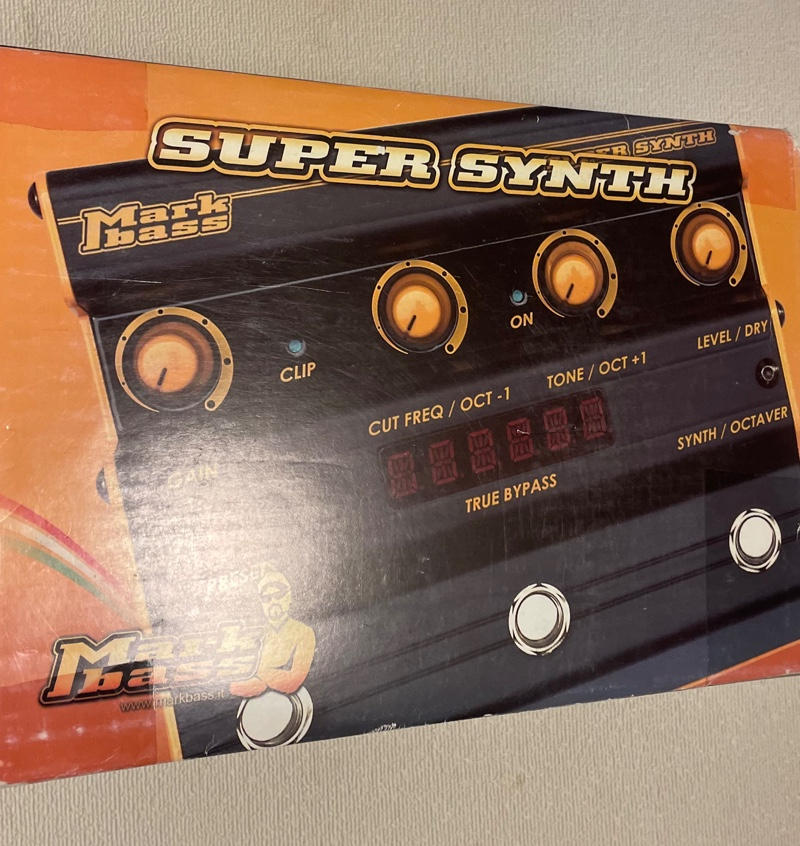 SUPER SYNTH
SUPER SYNTH
Mark
bass
CLIP
ON
LEVEL / DRY
TONE / OCT +1
CUT FREQ / OCT -1
SYNTH / OCTAVER
GAIN
TRUE BYPASS
PRESET
Mark
bass
www.markbass.it